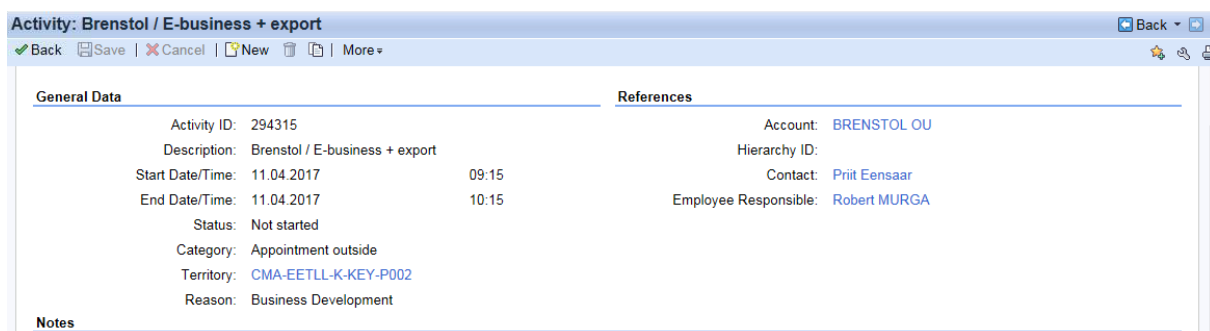 Activity: Brenstol / E-business + export Back
Back Save | Cancel | New | More
General Data
Activity ID: 294315
Description: Brenstol / E-business + export
Start Date/Time: 11.04.2017 09:15
End Date/Time: 11.04.2017 10:15
Status: Not started
Category: Appointment outside
Territory: CMA-EETLL-K-KEY-P002
Reason: Business Development
References
Account: BRENSTOL OU
Hierarchy ID:
Contact: Priit Eensaar
Employee Responsible: Robert MURGA
Notes